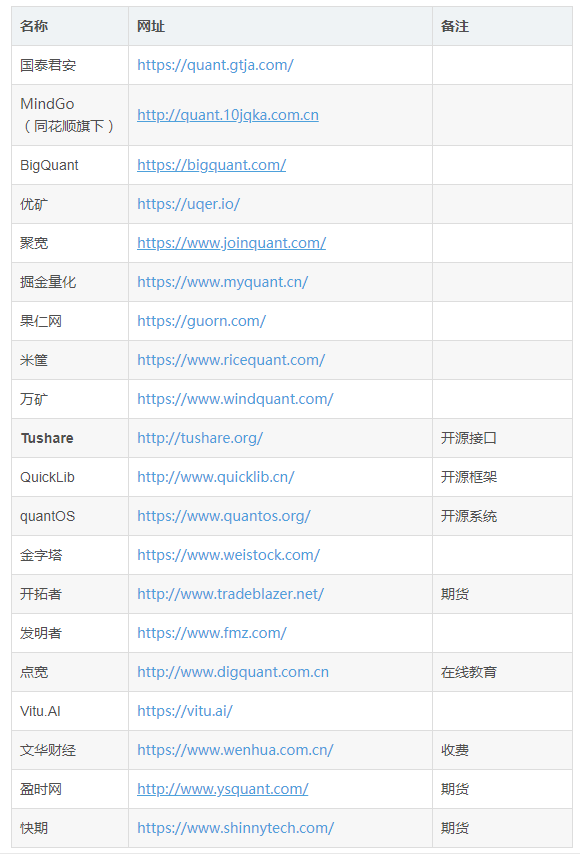 名称 网址 备注
国泰君安 https://quant.gtja.com/
MindGo
（同花顺旗下） http://quant.10jqka.com.cn
BigQuant https://bigquant.com/
优矿 https://uqer.io/
聚宽 https://www.joinquant.com/
掘金量化 https://www.myquant.cn/
果仁网 https://guorn.com/
米筐 https://www.ricequant.com/
万矿 https://www.windquant.com/
Tushare http://tushare.org/ 开源接口
QuickLib http://www.quicklib.cn/ 开源框架
quantOS https://www.quantos.org/ 开源系统
金字塔 https://www.weistock.com/
开拓者 http://www.tradeblazer.net/ 期货
发明者 https://www.fmz.com/
点宽 http://www.digquant.com.cn 在线教育
Vitu.AI https://vitu.ai/
文华财经 https://www.wenhua.com.cn/ 收费
盈时网 http://www.ysquant.com/ 期货
快期 https://www.shinnytech.com/ 期货